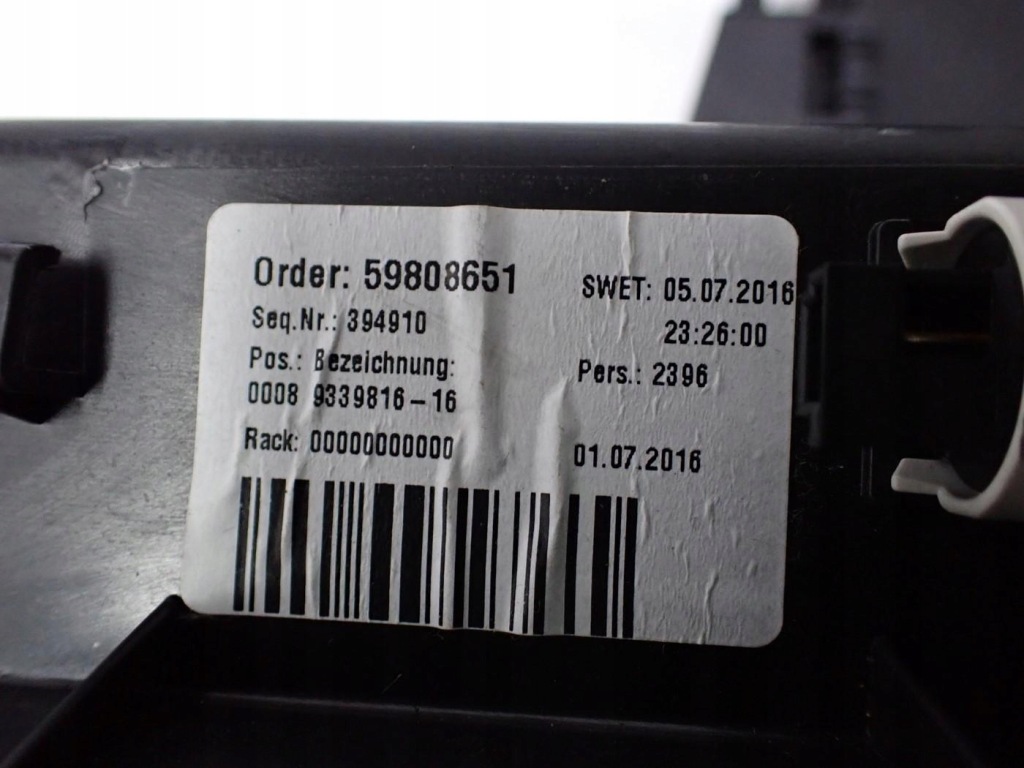 Order: 59808651
SWET: 05.07.2016
Seq.Nr.: 394910
23:26:00
Pos.: Bezeichnung:
Pers.: 2396
0008 9339816-16
Rack: 00000000000
01.07.2016